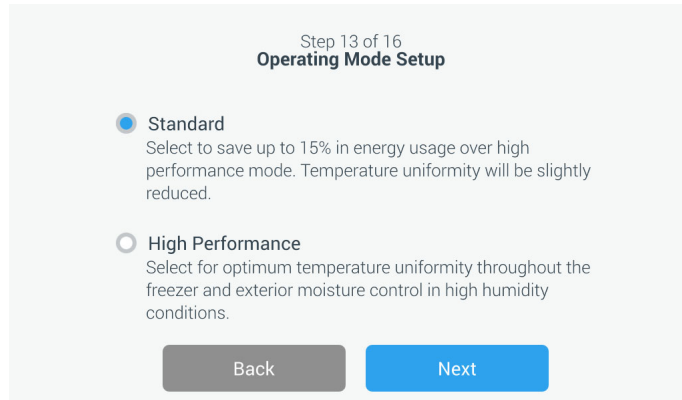 Step 13 of 16
Operating Mode Setup
Standard
Select to save up to 15% in energy usage over high
performance mode. Temperature uniformity will be slightly
reduced.
High Performance
Select for optimum temperature uniformity throughout the
freezer and exterior moisture control in high humidity
conditions.
Back
Next